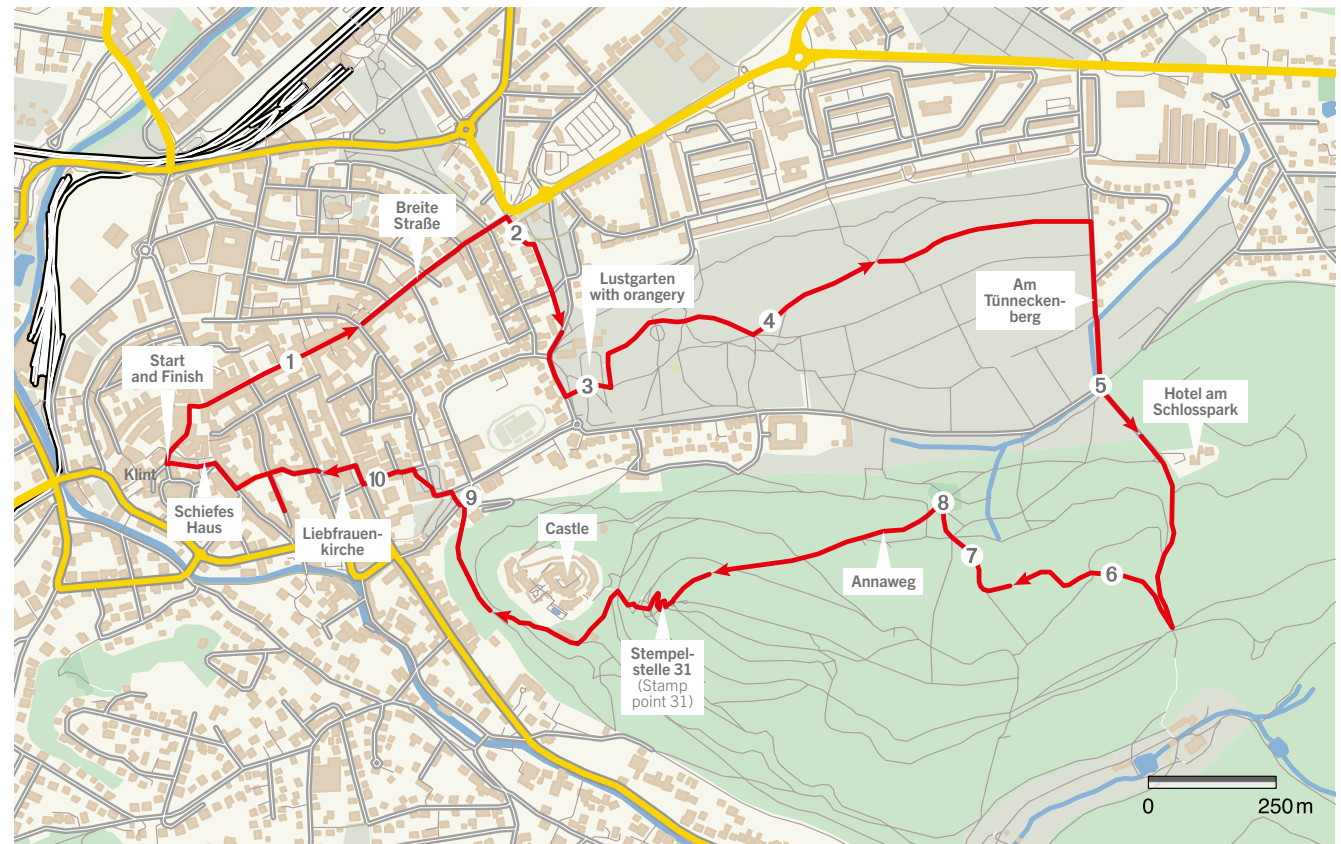 Breite
Straße
2
Lustgarten
with orangery
4
Am
Tünnecken-
berg
Start
and Finish
1
3
5
Hotel am
Schlosspark
Klint
Schiefes
Haus
10
Liebfrauen-
kirche
9
Castle
8
7
Annaweg
6
Stempel-
stelle 31
(Stamp
point 31)
0 250 m